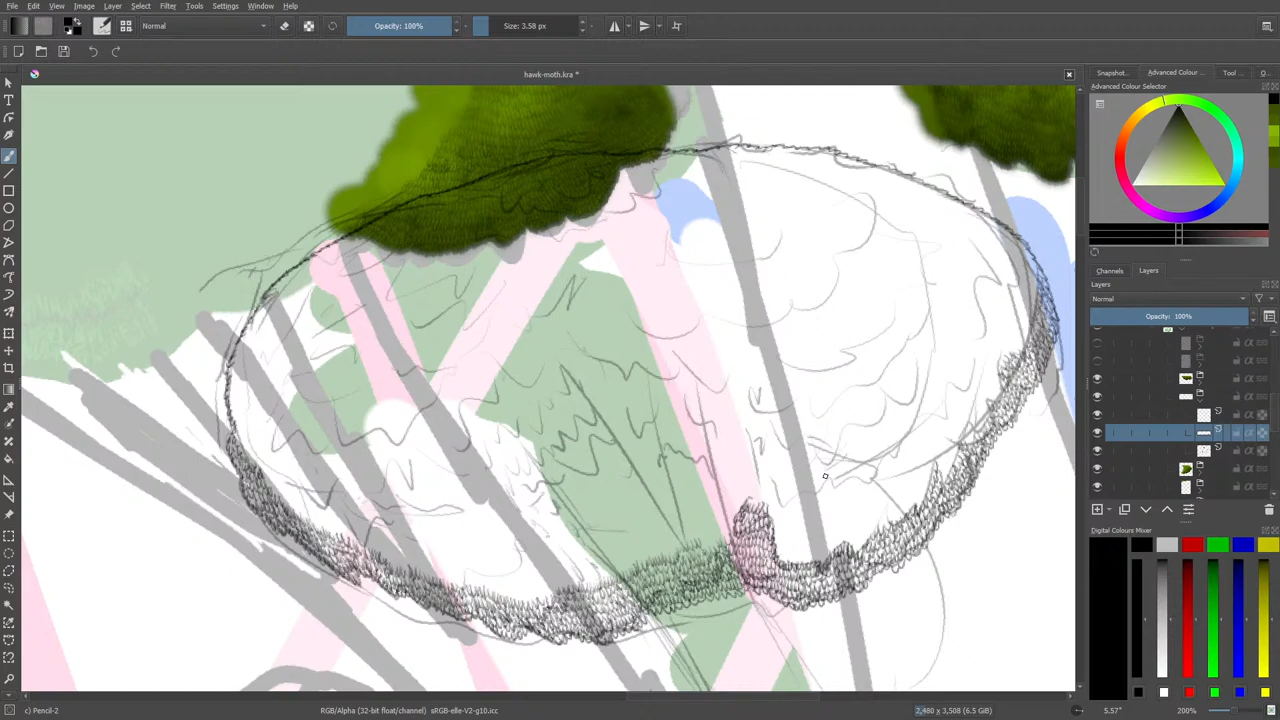 File Edit View Image Layer Select Filter Tools Settings Window Help
Normal Opacity: 100% Size: 3.58 px
hawk-moth.kra *
Snapshot... Advanced Colour ... Tool ... O...
Advanced Colour Selector
Channels Layers
Layers
Normal
Opacity: 100%
Digital Colours Mixer
c) Pencil-2 RGB/Alpha (32-bit float/channel) sRGB-elle-V2-g10.icc 2,480 x 3,508 (6.5 GiB) 5.57° 200%